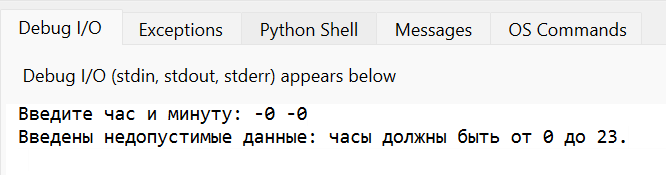 Debug I/O Exceptions Python Shell Messages OS Commands
Debug I/O (stdin, stdout, stderr) appears below
Введите час и минуту: -0 -0
Введены недопустимые данные: часы должны быть от 0 до 23.